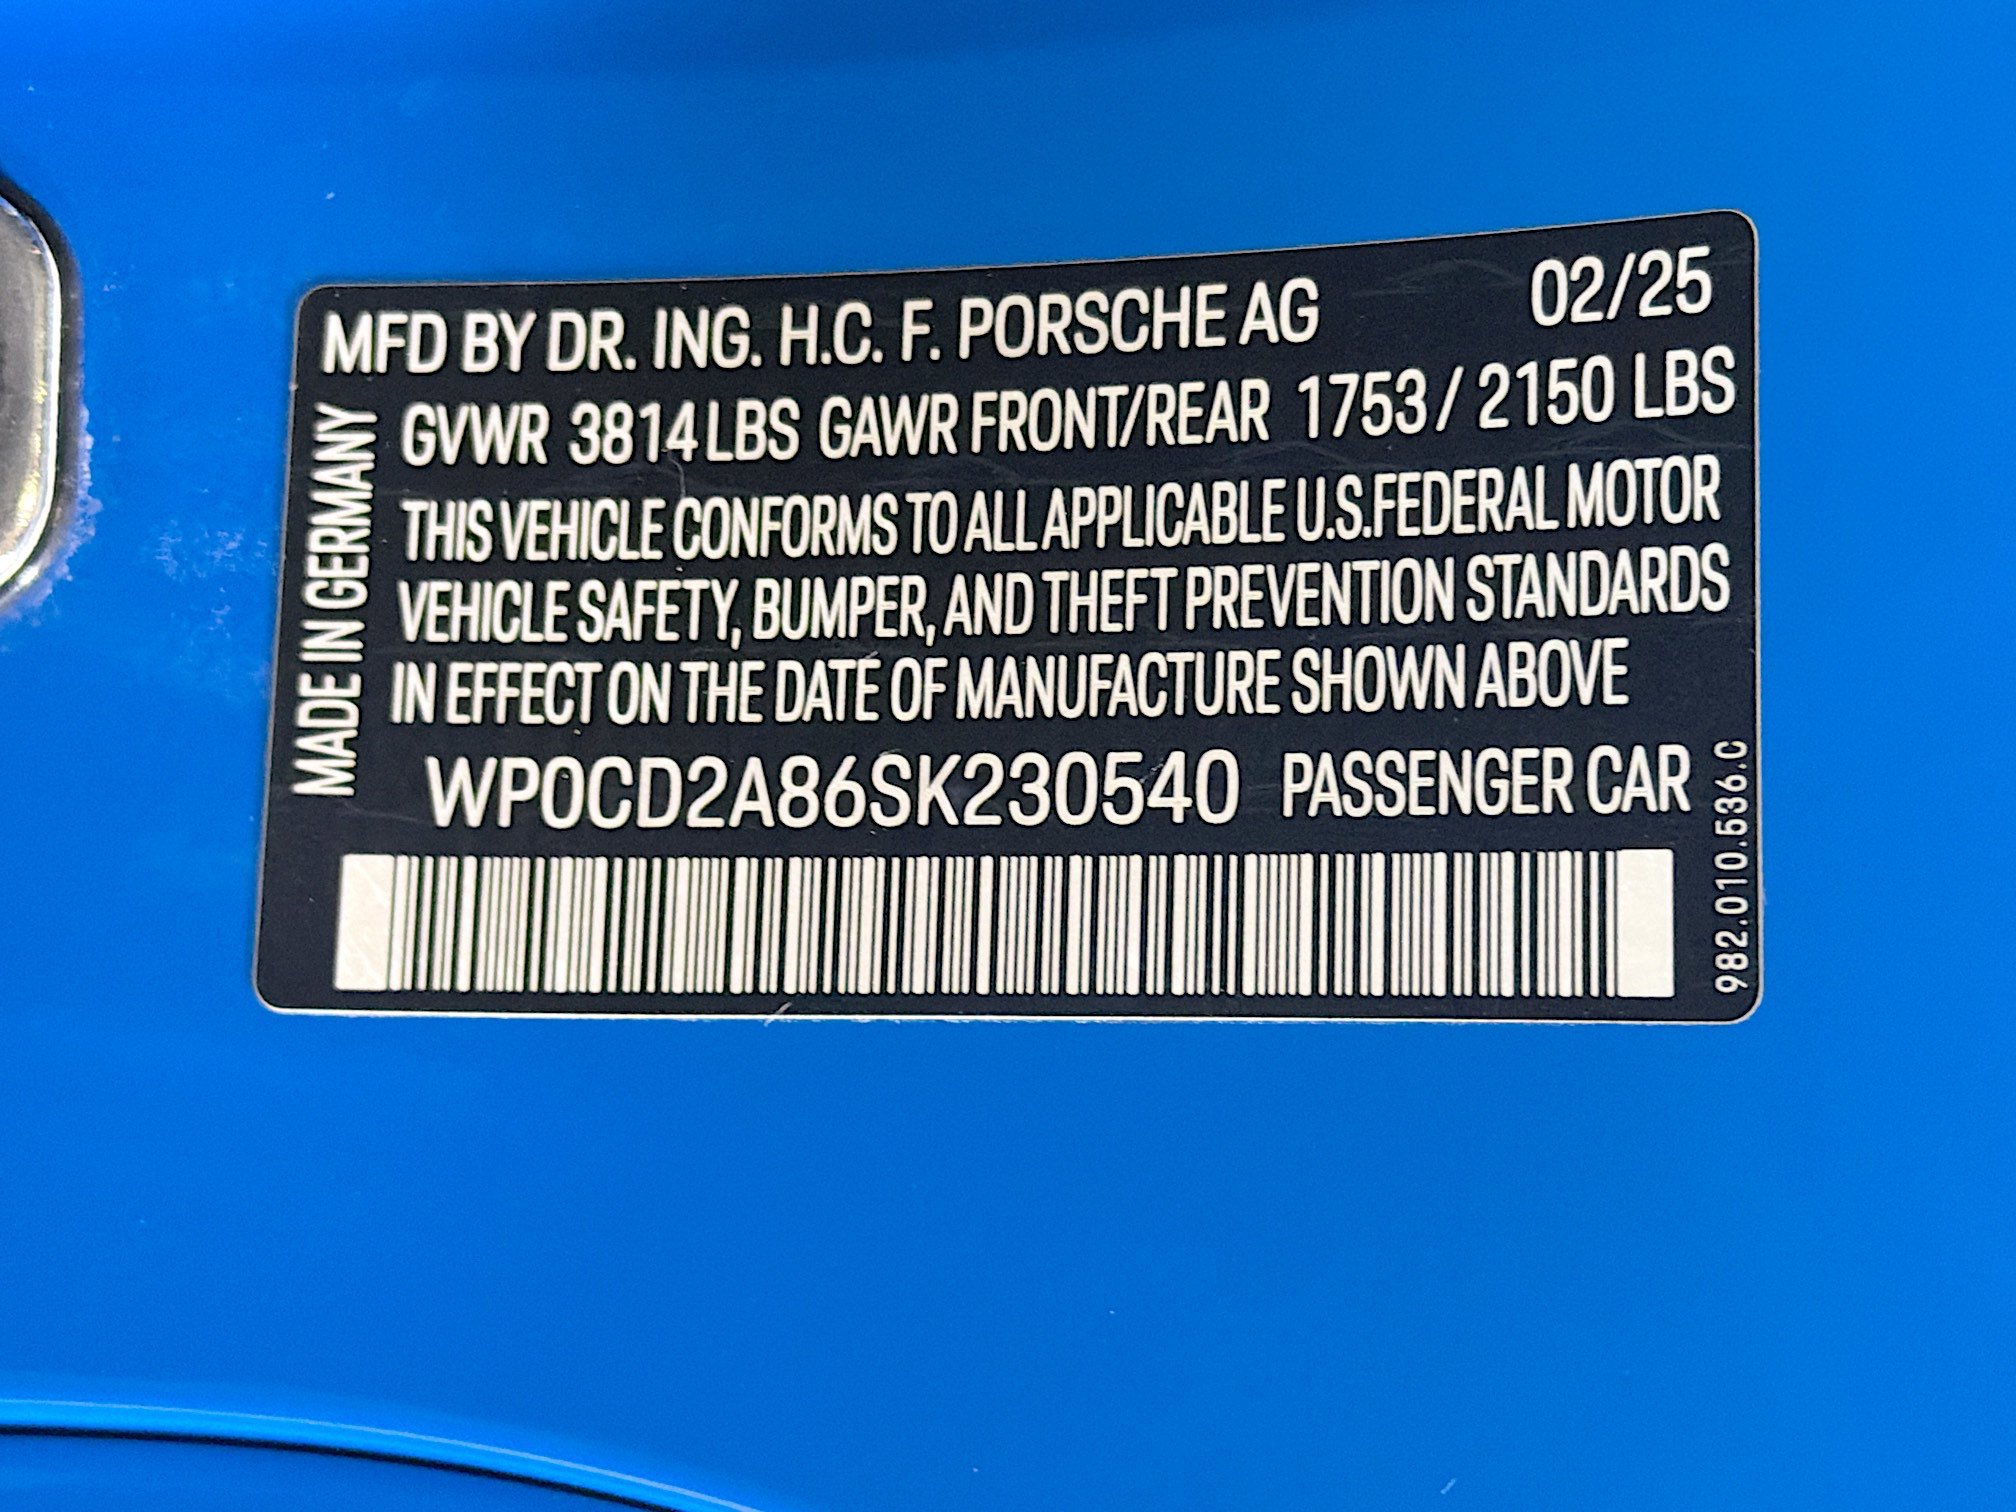 MFD BY DR. ING. H.C. F. PORSCHE AG 02/25
GVWR 3814 LBS GAWR FRONT/REAR 1753 / 2150 LBS
THIS VEHICLE CONFORMS TO ALL APPLICABLE U.S.FEDERAL MOTOR
VEHICLE SAFETY, BUMPER, AND THEFT PREVENTION STANDARDS
IN EFFECT ON THE DATE OF MANUFACTURE SHOWN ABOVE
WP0CD2A86SK230540 PASSENGER CAR
MADE IN GERMANY
982.010.536.C